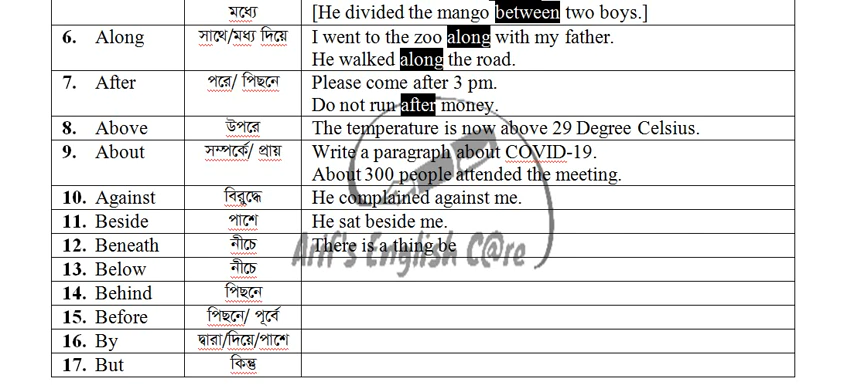 মধ্যে [He divided the mango between two boys.]
6. Along সাথে/মধ্য দিয়ে I went to the zoo along with my father.
He walked along the road.
7. After পরে/ পিছনে Please come after 3 pm.
Do not run after money.
8. Above উপরে The temperature is now above 29 Degree Celsius.
9. About সম্পর্কে/ প্রায় Write a paragraph about COVID-19.
About 300 people attended the meeting.
10. Against বিরুদ্ধে He complained against me.
11. Beside পাশে He sat beside me.
12. Beneath নীচে There is a thing be
Arif's English C@re
13. Below নীচে
14. Behind পিছনে
15. Before পিছনে/ পূর্বে
16. By দ্বারা/দিয়ে/পাশে
17. But কিন্তু